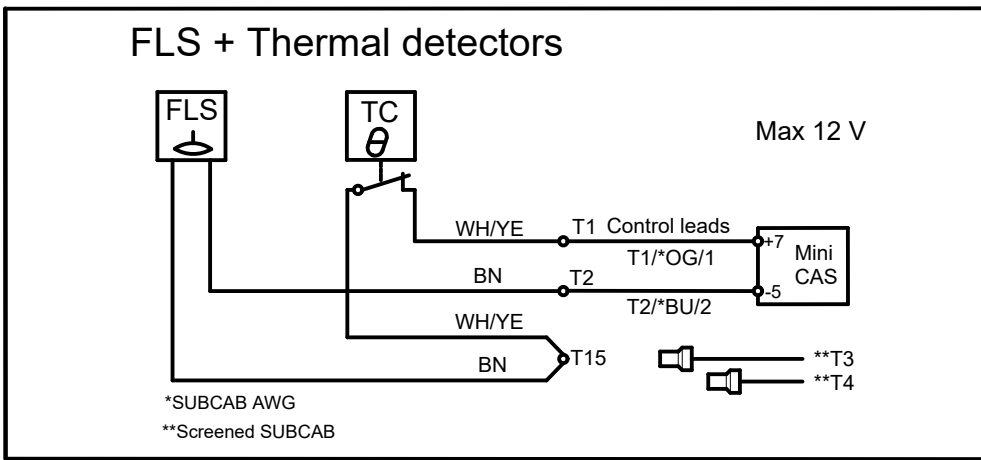 FLS + Thermal detectors
FLS
TC
Max 12 V
WH/YE
T1
Control leads
+7
T1/*OG/1
Mini
CAS
BN
T2
-5
T2/*BU/2
WH/YE
T15
BN
**T3
**T4
*SUBCAB AWG
**Screened SUBCAB